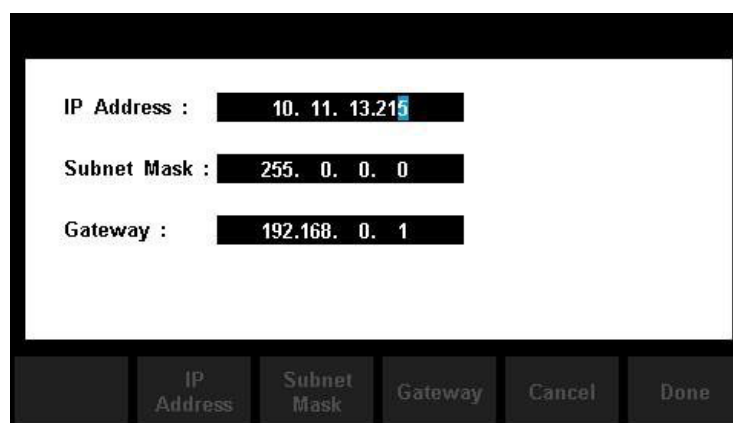 IP Address : 10. 11. 13.215
Subnet Mask : 255. 0. 0. 0
Gateway : 192.168. 0. 1
IP Address
Subnet Mask
Gateway
Cancel
Done